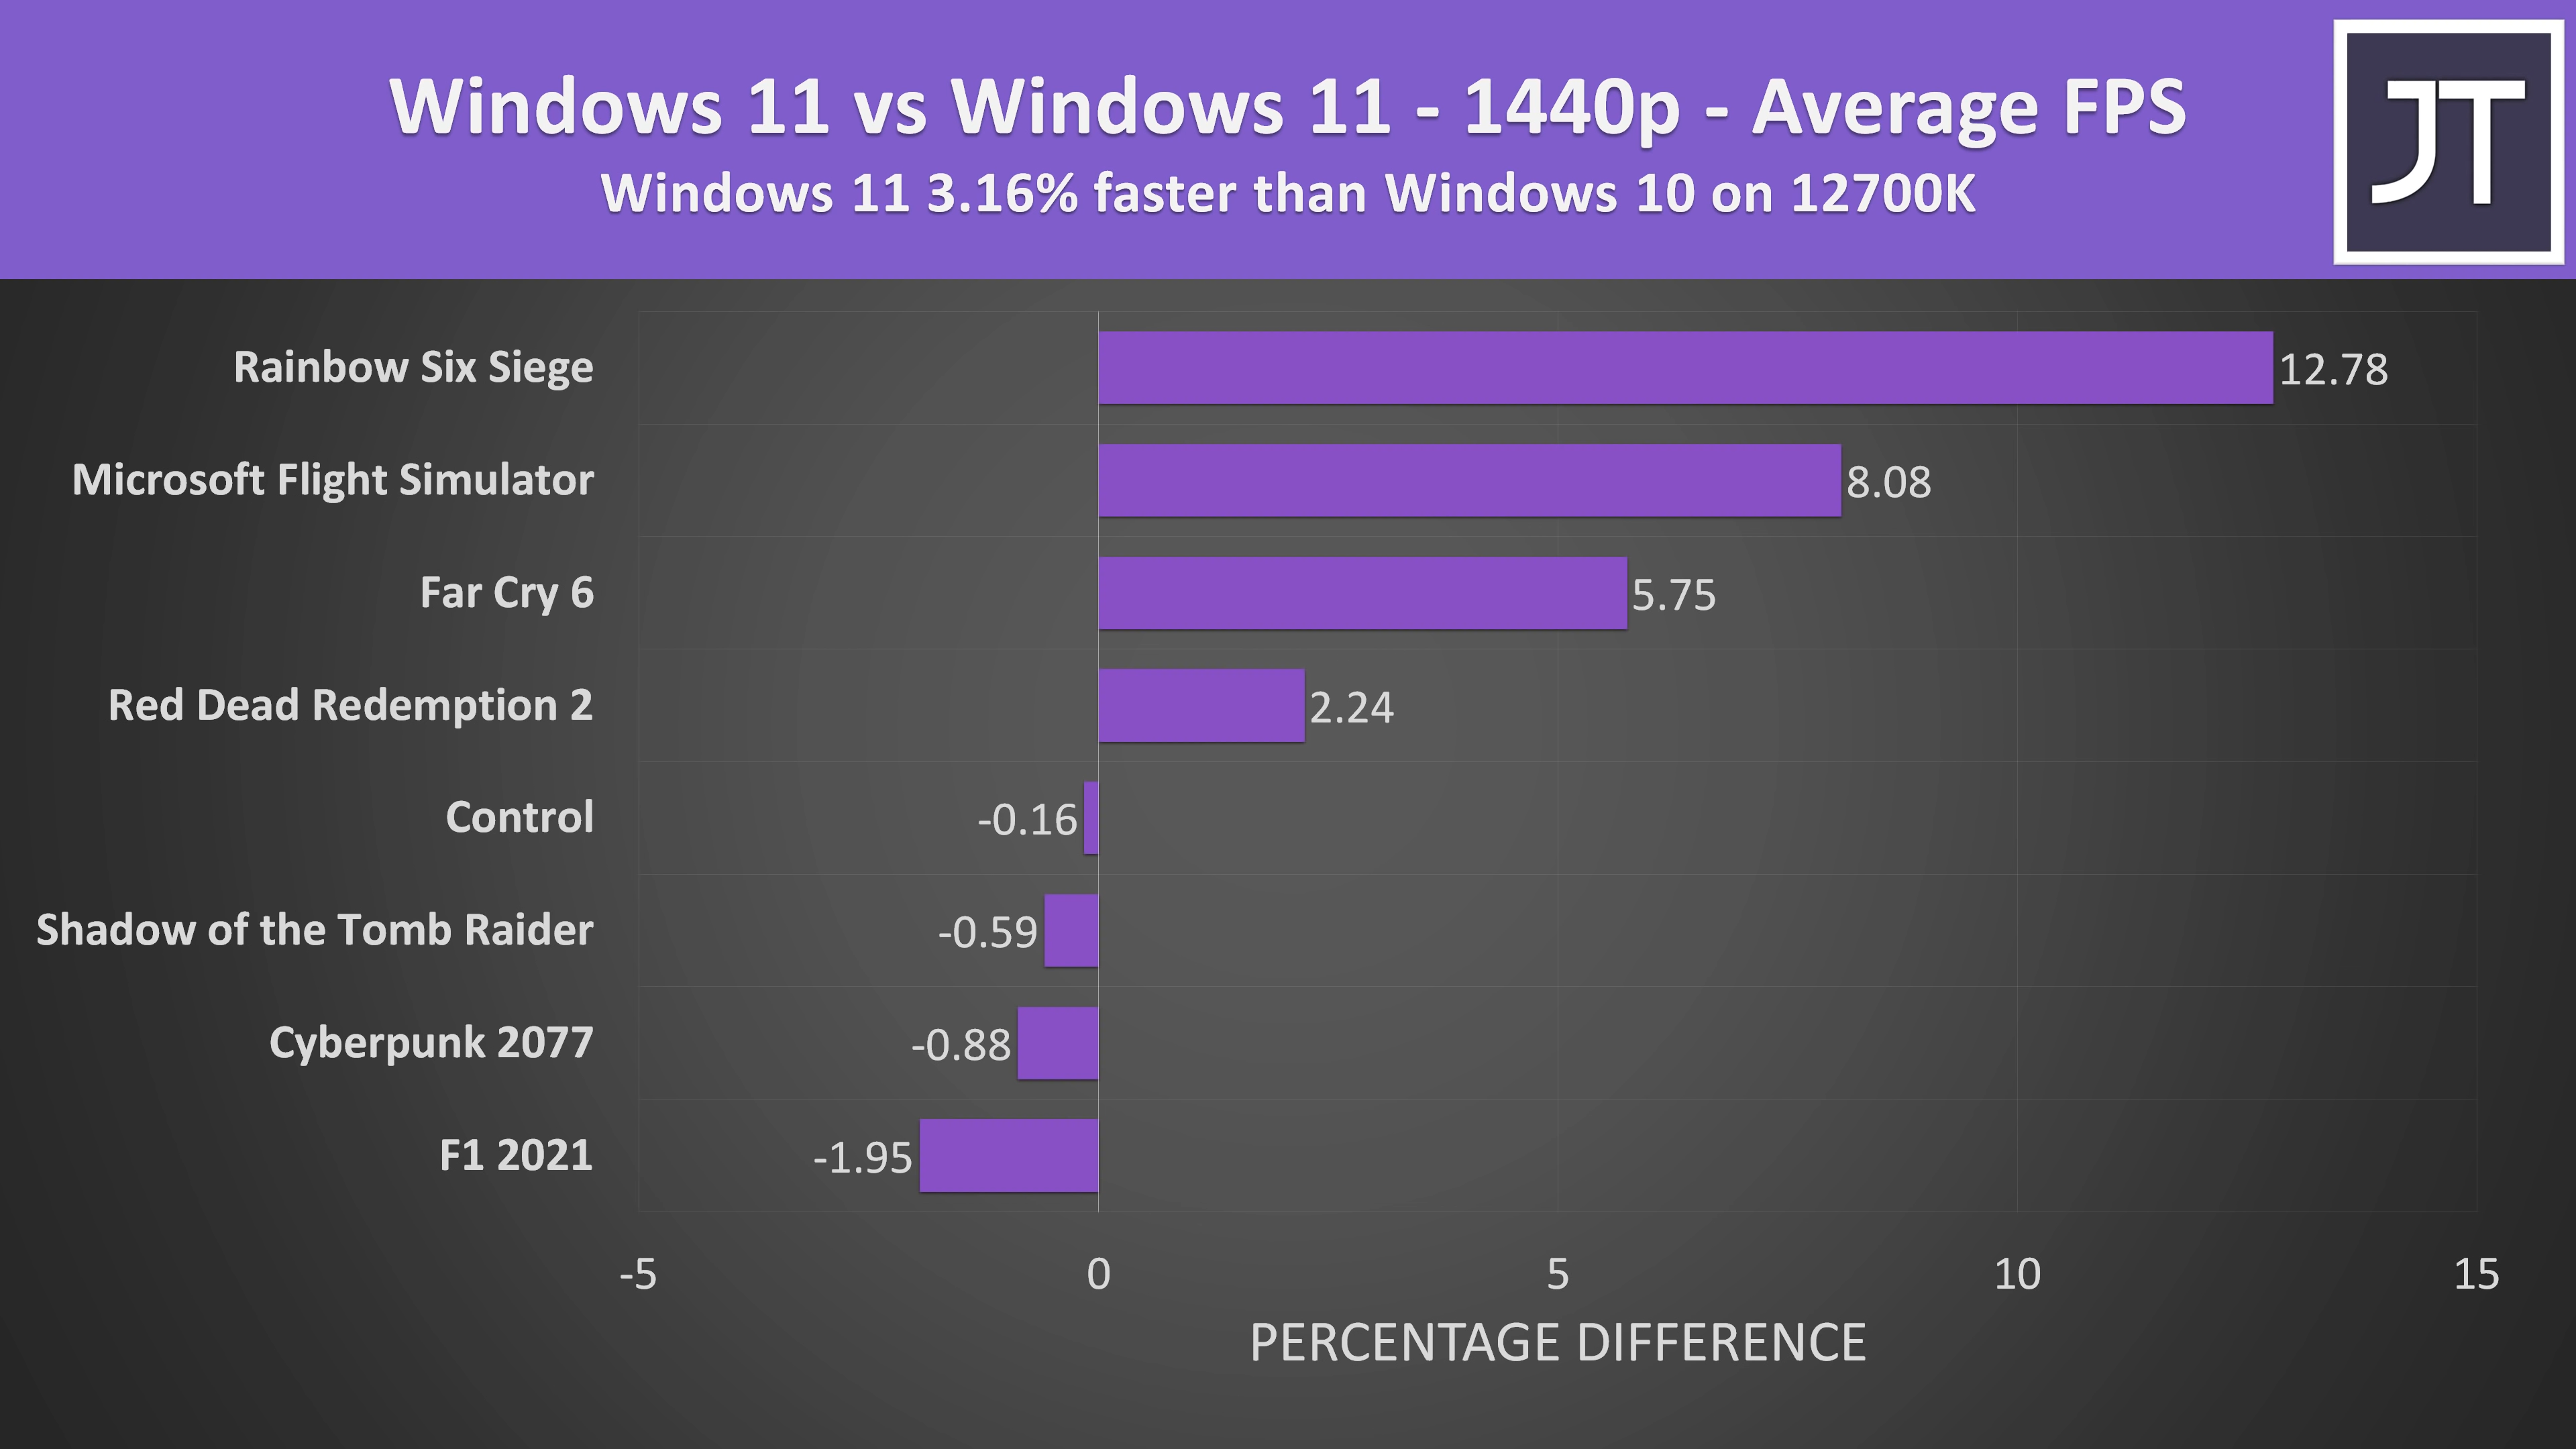 Windows 11 vs Windows 11 - 1440p - Average FPS
JT
Windows 11 3.16% faster than Windows 10 on 12700K
Rainbow Six Siege 12.78
Microsoft Flight Simulator 8.08
Far Cry 6 5.75
Red Dead Redemption 2 2.24
Control -0.16
Shadow of the Tomb Raider -0.59
Cyberpunk 2077 -0.88
F1 2021 -1.95
-5 0 5 10 15
PERCENTAGE DIFFERENCE